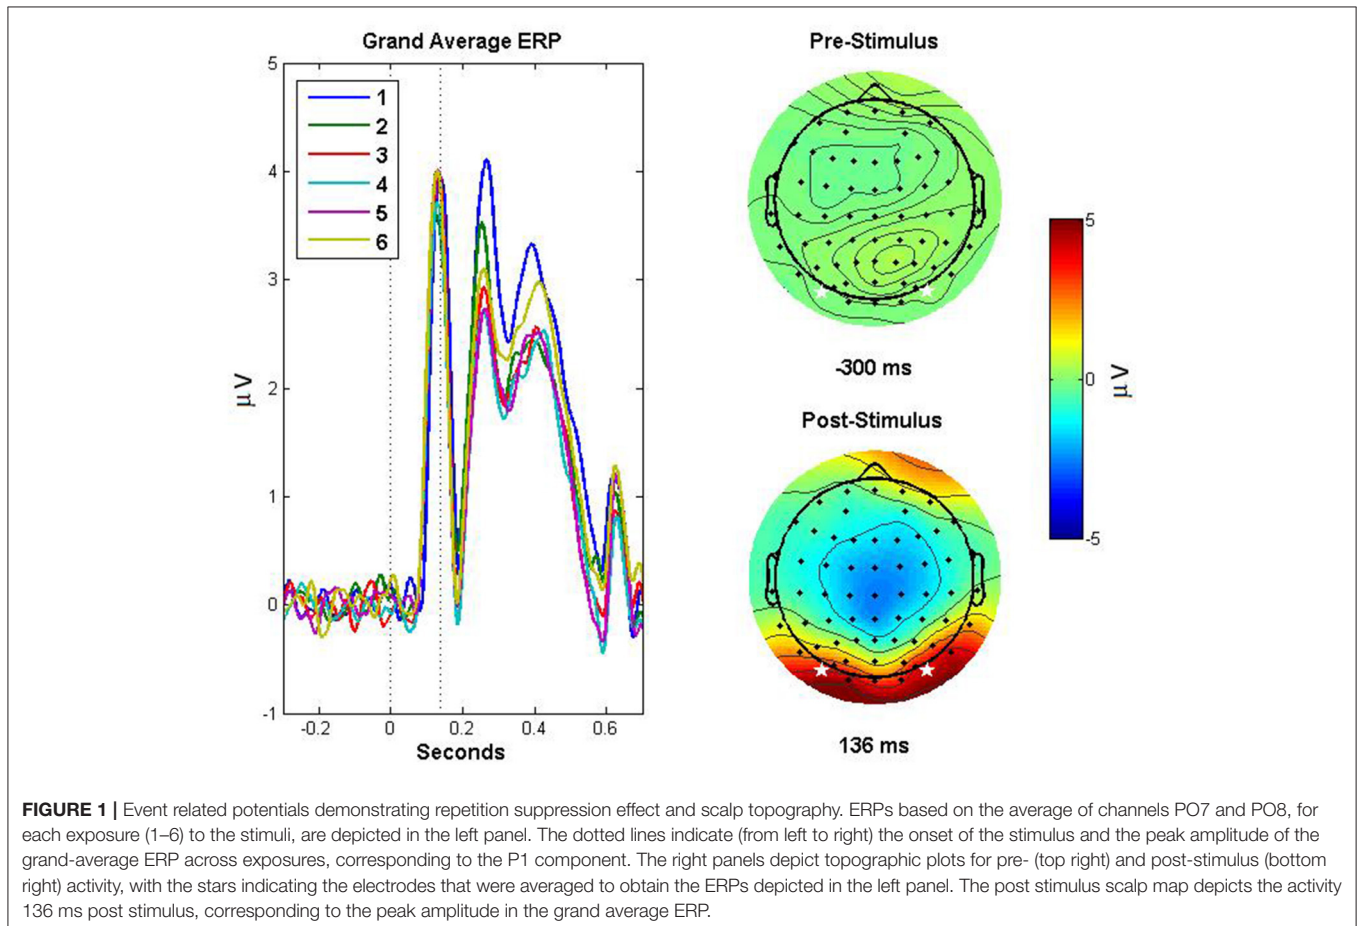 Grand Average ERP
5
4
3
2
1
0
-1
μ V
1
2
3
4
5
6
-0.2
0
0.2
0.4
0.6
Seconds
Pre-Stimulus
-300 ms
Post-Stimulus
136 ms
5
0
-5
μ V
FIGURE 1 | Event related potentials demonstrating repetition suppression effect and scalp topography. ERPs based on the average of channels PO7 and PO8, for
each exposure (1–6) to the stimuli, are depicted in the left panel. The dotted lines indicate (from left to right) the onset of the stimulus and the peak amplitude of the
grand-average ERP across exposures, corresponding to the P1 component. The right panels depict topographic plots for pre- (top right) and post-stimulus (bottom
right) activity, with the stars indicating the electrodes that were averaged to obtain the ERPs depicted in the left panel. The post stimulus scalp map depicts the activity
136 ms post stimulus, corresponding to the peak amplitude in the grand average ERP.